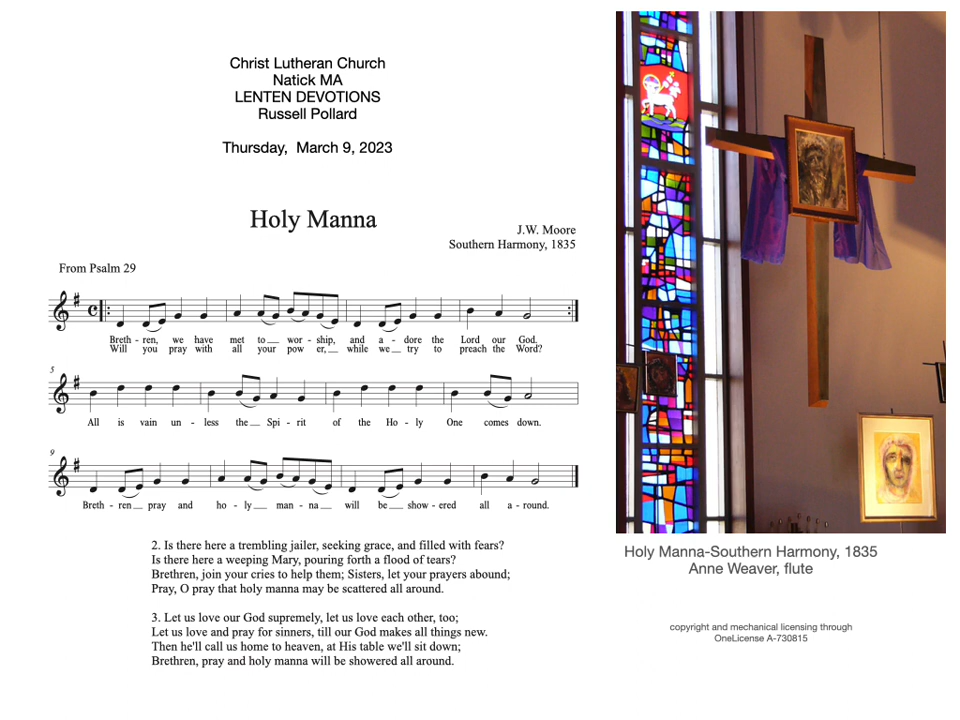 Christ Lutheran Church
Natick MA
LENTEN DEVOTIONS
Russell Pollard
Thursday, March 9, 2023
Holy Manna
J.W. Moore
Southern Harmony, 1835
From Psalm 29
Breth - ren, we have met to__ wor - ship, and a - dore the Lord our God.
Will you pray with all your pow er,__ while we__ try to preach the Word?
5
All is vain un - less the__ Spi - rit of the Ho - ly One comes down.
9
Breth - ren__ pray and ho - ly__ man - na__ will be__ show - ered all a - round.
2. Is there here a trembling jailer, seeking grace, and filled with fears?
Is there here a weeping Mary, pouring forth a flood of tears?
Brethren, join your cries to help them; Sisters, let your prayers abound;
Pray, O pray that holy manna may be scattered all around.
3. Let us love our God supremely, let us love each other, too;
Let us love and pray for sinners, till our God makes all things new.
Then he'll call us home to heaven, at His table we'll sit down;
Brethren, pray and holy manna will be showered all around.
Holy Manna-Southern Harmony, 1835
Anne Weaver, flute
copyright and mechanical licensing through
OneLicense A-730815